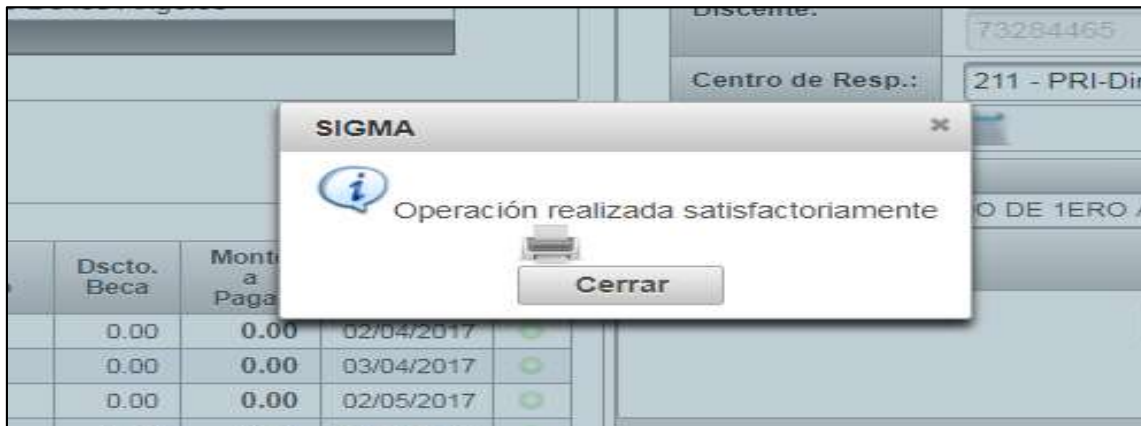 Discente:
73284465
Centro de Resp.:
211 - PRI-Dir
SIGMA
Operación realizada satisfactoriamente
Cerrar
O DE 1ERO
Dscto.
Beca
a
0.00 0.00 02/04/2017
0.00 0.00 03/04/2017
0.00 0.00 02/05/2017